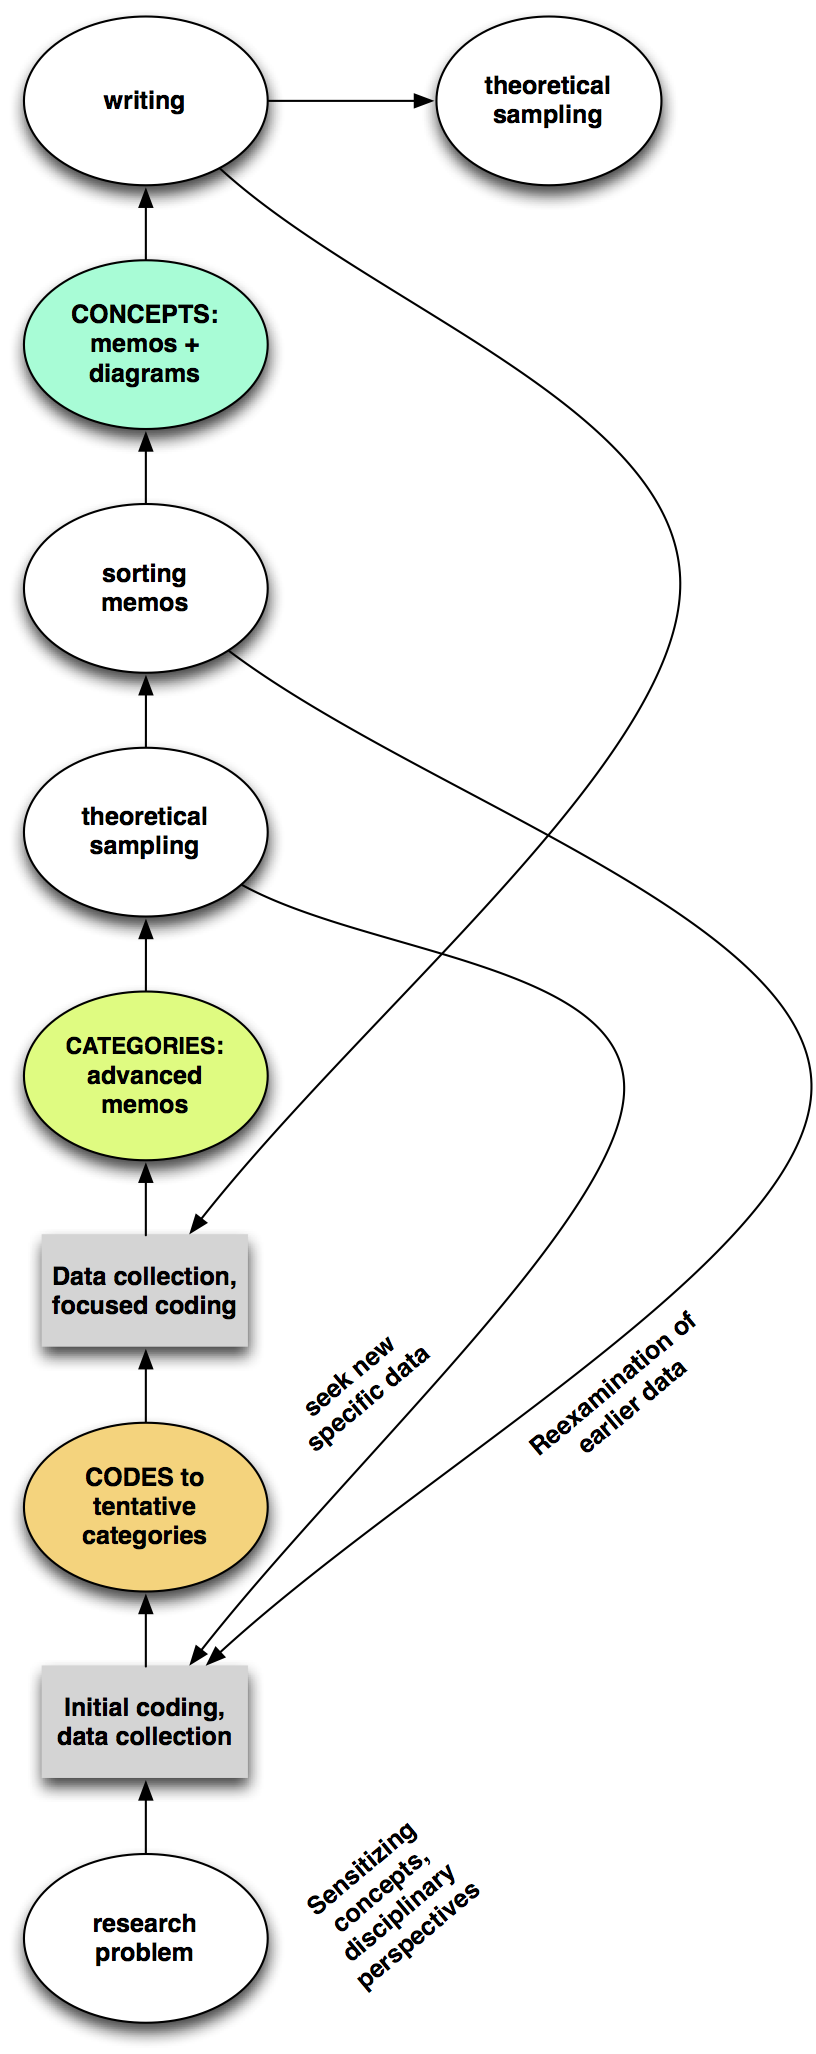 writing
theoretical
sampling
CONCEPTS:
memos +
diagrams
sorting
memos
theoretical
sampling
CATEGORIES:
advanced
memos
Data collection,
focused coding
seek new
specific data
Reexamination of
earlier data
CODES to
tentative
categories
Initial coding,
data collection
Sensitizing
concepts,
disciplinary
perspectives
research
problem